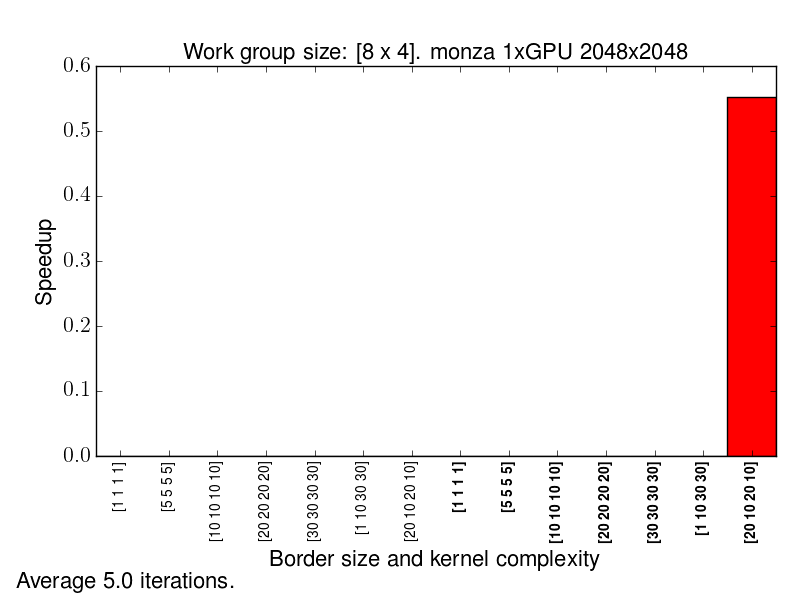 Work group size: [8 x 4]. monza 1xGPU 2048x2048
0.6
0.5
0.4
0.3
0.2
0.1
0.0
Speedup
[1 1 1 1]
[5 5 5 5]
[10 10 10 10]
[20 20 20 20]
[30 30 30 30]
[1 10 30 30]
[20 10 20 10]
[1 1 1 1]
[5 5 5 5]
[10 10 10 10]
[20 20 20 20]
[30 30 30 30]
[1 10 30 30]
[20 10 20 10]
Border size and kernel complexity
Average 5.0 iterations.